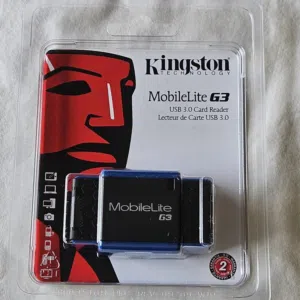 Kingston
TECHNOLOGY
MobileLite G3
USB 3.0 Card Reader
Lecteur de Carte USB 3.0
MobileLite
G3
2